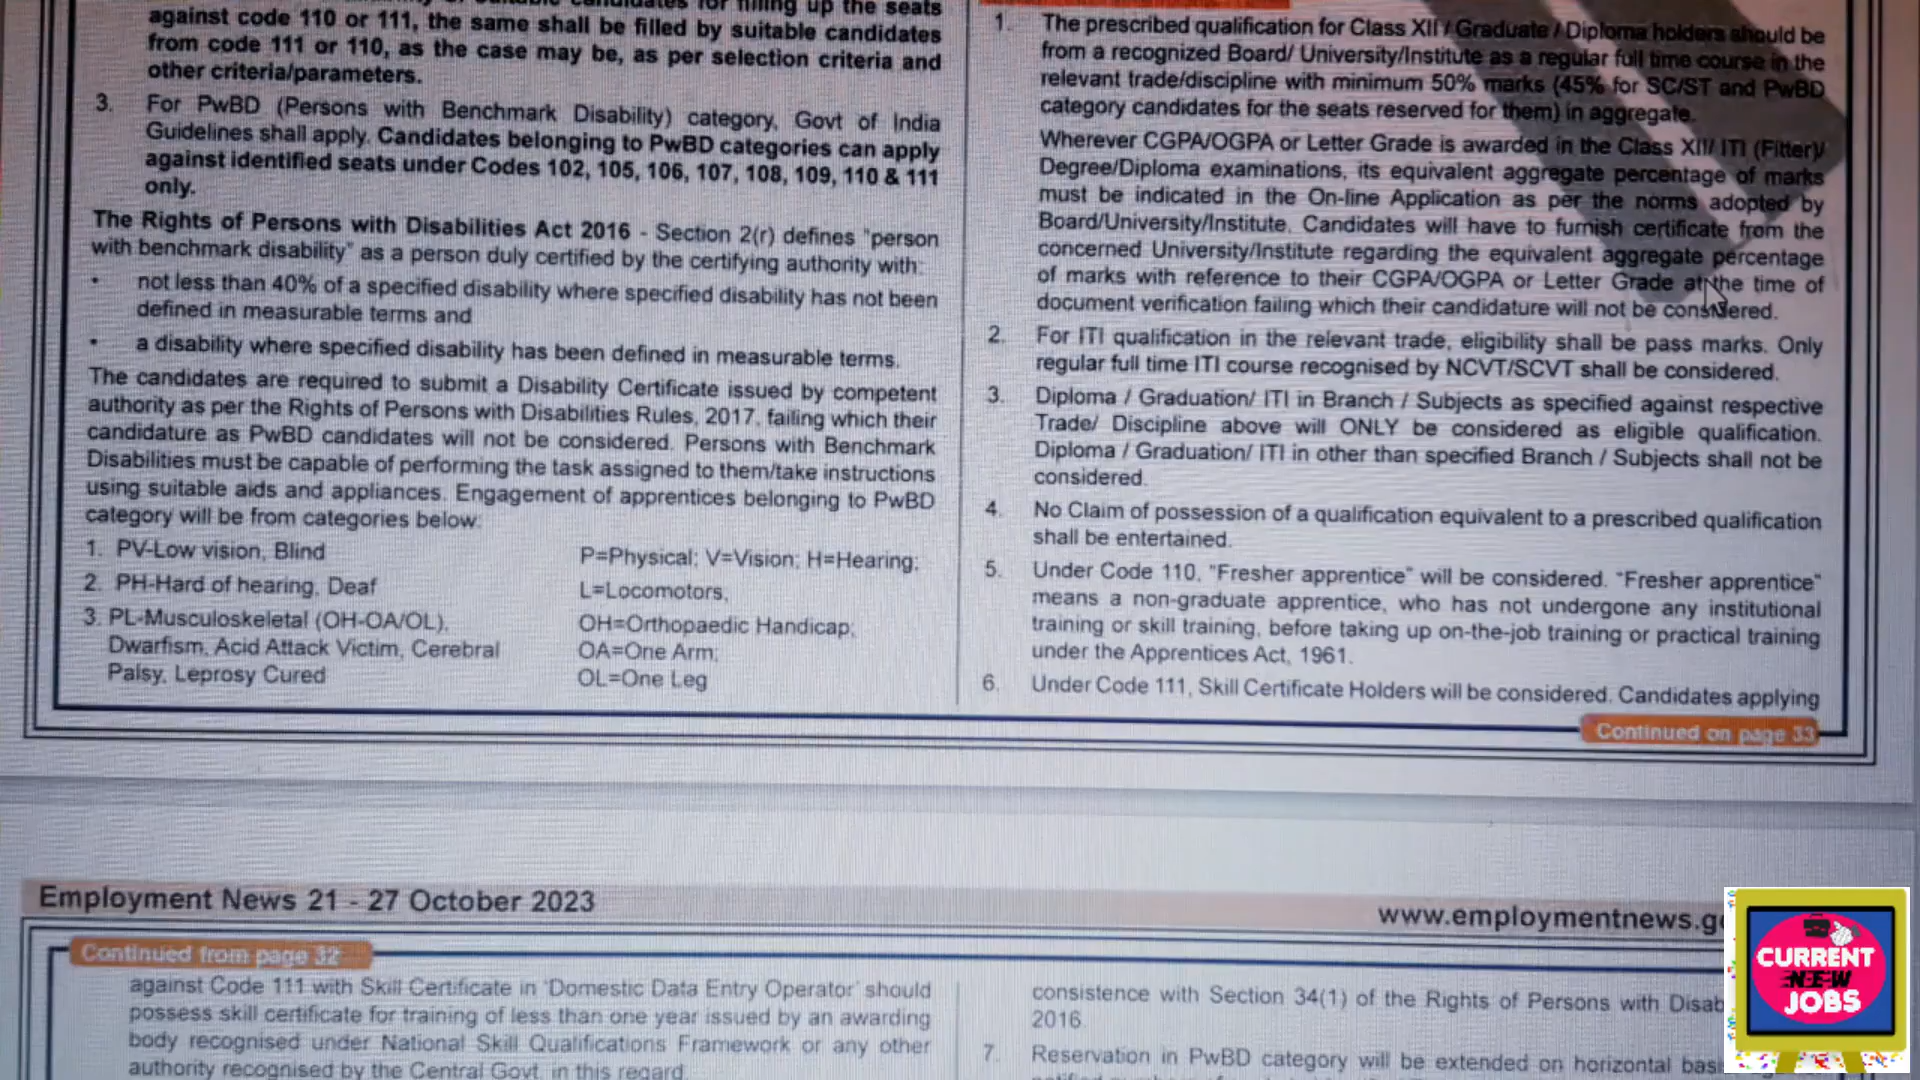 against code 110 or 111, the same shall be filled by suitable candidates
from code 111 or 110, as the case may be, as per selection criteria and
other criteria/parameters.
3. For PwBD (Persons with Benchmark Disability) category, Govt of India
Guidelines shall apply. Candidates belonging to PwBD categories can apply
against identified seats under Codes 102, 105, 106, 107, 108, 109, 110 & 111
only.
The Rights of Persons with Disabilities Act 2016 - Section 2(r) defines "person
with benchmark disability" as a person duly certified by the certifying authority with:
• not less than 40% of a specified disability where specified disability has not been
defined in measurable terms and
• a disability where specified disability has been defined in measurable terms.
The candidates are required to submit a Disability Certificate issued by competent
authority as per the Rights of Persons with Disabilities Rules, 2017, failing which their
candidature as PwBD candidates will not be considered. Persons with Benchmark
Disabilities must be capable of performing the task assigned to them/take instructions
using suitable aids and appliances. Engagement of apprentices belonging to PwBD
category will be from categories below:
1. PV-Low vision, Blind
2. PH-Hard of hearing, Deaf
3. PL-Musculoskeletal (OH-OA/OL),
Dwarfism, Acid Attack Victim, Cerebral
Palsy, Leprosy Cured
P=Physical; V=Vision; H=Hearing;
L=Locomotors,
OH=Orthopaedic Handicap;
OA=One Arm;
OL=One Leg
1. The prescribed qualification for Class XII / Graduate / Diploma holders should be
from a recognized Board/ University/Institute as a regular full time course in the
relevant trade/discipline with minimum 50% marks (45% for SC/ST and PwBD
category candidates for the seats reserved for them) in aggregate.
Wherever CGPA/OGPA or Letter Grade is awarded in the Class XII/ ITI (Fitter)/
Degree/Diploma examinations, its equivalent aggregate percentage of marks
must be indicated in the On-line Application as per the norms adopted by
Board/University/Institute. Candidates will have to furnish certificate from the
concerned University/Institute regarding the equivalent aggregate percentage
of marks with reference to their CGPA/OGPA or Letter Grade at the time of
document verification failing which their candidature will not be considered.
2. For ITI qualification in the relevant trade, eligibility shall be pass marks. Only
regular full time ITI course recognised by NCVT/SCVT shall be considered.
3. Diploma / Graduation/ ITI in Branch / Subjects as specified against respective
Trade/ Discipline above will ONLY be considered as eligible qualification.
Diploma / Graduation/ ITI in other than specified Branch / Subjects shall not be
considered.
4. No Claim of possession of a qualification equivalent to a prescribed qualification
shall be entertained.
5. Under Code 110, "Fresher apprentice" will be considered. "Fresher apprentice"
means a non-graduate apprentice, who has not undergone any institutional
training or skill training, before taking up on-the-job training or practical training
under the Apprentices Act, 1961.
6. Under Code 111, Skill Certificate Holders will be considered. Candidates applying
Continued on page 33
Employment News 21 - 27 October 2023
www.employmentnews.g
Continued from page 32
against Code 111 with Skill Certificate in 'Domestic Data Entry Operator' should
possess skill certificate for training of less than one year issued by an awarding
body recognised under National Skill Qualifications Framework or any other
authority recognised by the Central Govt. in this regard.
consistence with Section 34(1) of the Rights of Persons with Disab
2016.
7. Reservation in PwBD category will be extended on horizontal bas
CURRENT
NEW
JOBS